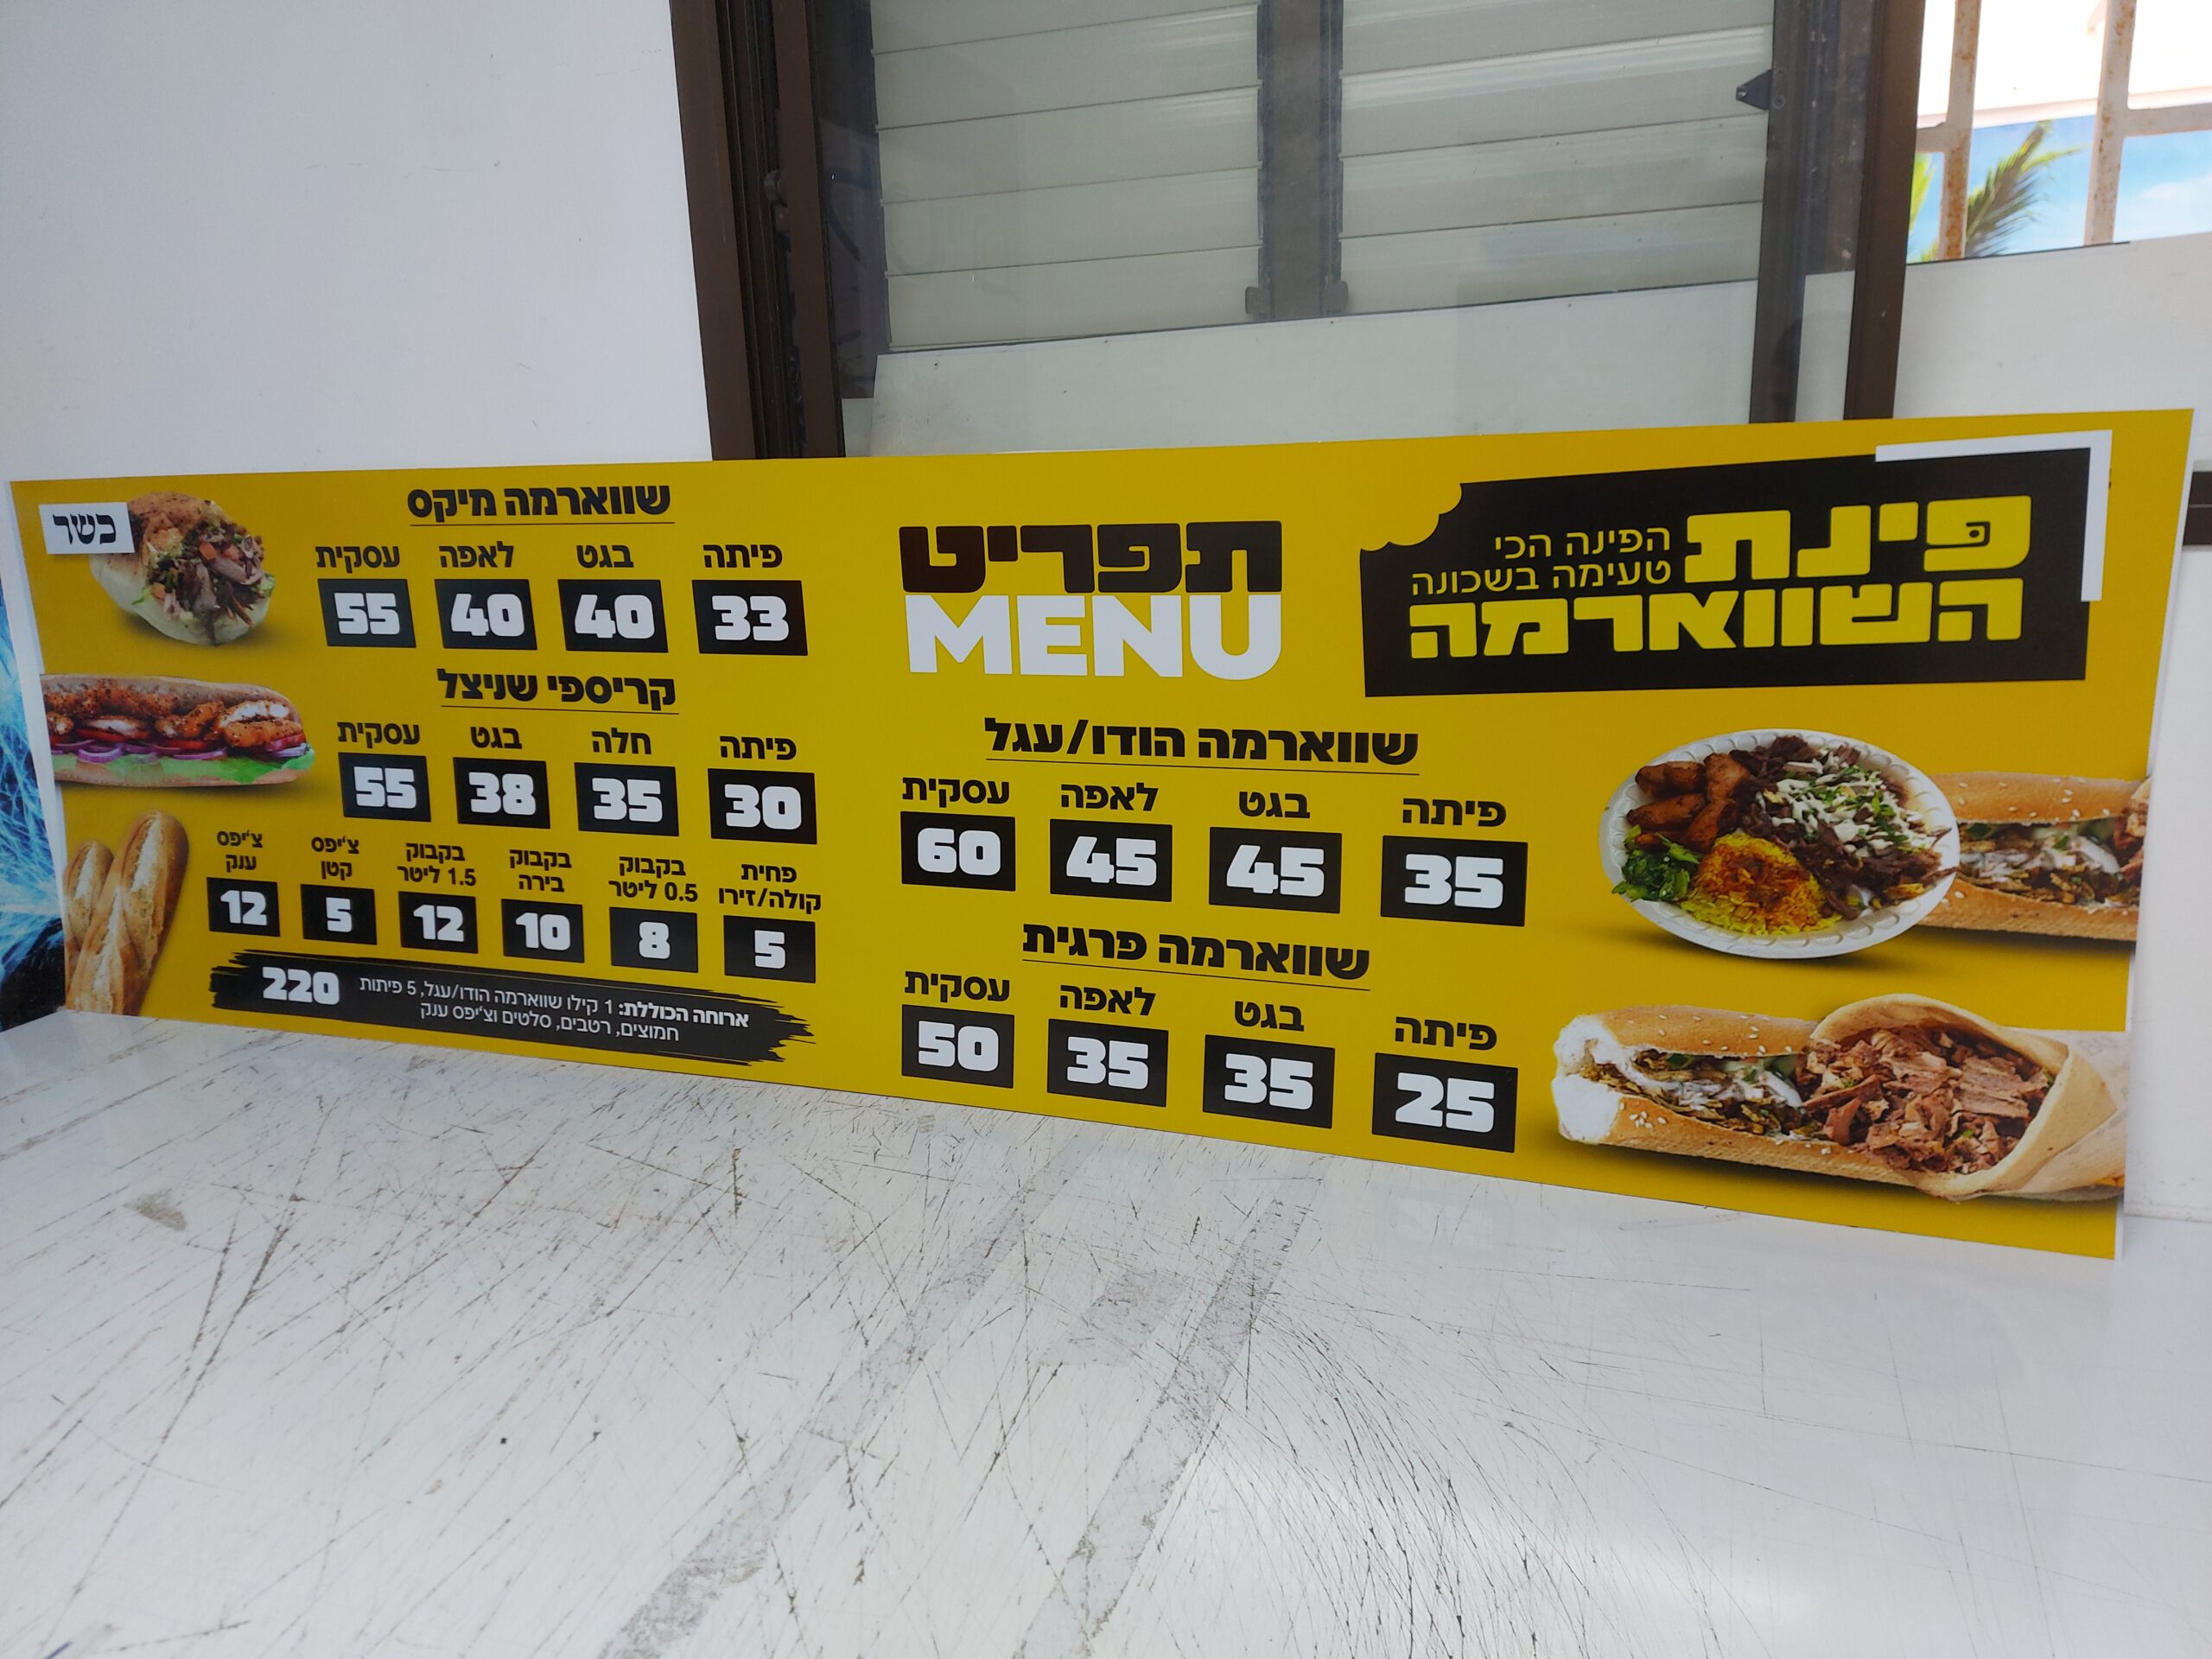 פינת
הפינה הכי
טעימה בשכונה
השווארמה
תפריט
MENU
שווארמה הודו/עגל
פיתה בגט לאפה עסקית
35 45 45 60
שווארמה פרגית
פיתה בגט לאפה עסקית
25 35 35 50
שווארמה מיקס
פיתה בגט לאפה עסקית
33 40 40 55
קריספי שניצל
פיתה חלה בגט עסקית
30 35 38 55
פחית קולה/זירו
5
בקבוק 0.5 ליטר
8
בקבוק בירה
10
בקבוק 1.5 ליטר
12
צ'יפס קטן
5
צ'יפס ענק
12
ארוחה הכוללת: 1 קילו שווארמה הודו/עגל, 5 פיתות
חמוצים, רטבים, סלטים וצ'יפס ענק
220
כשר